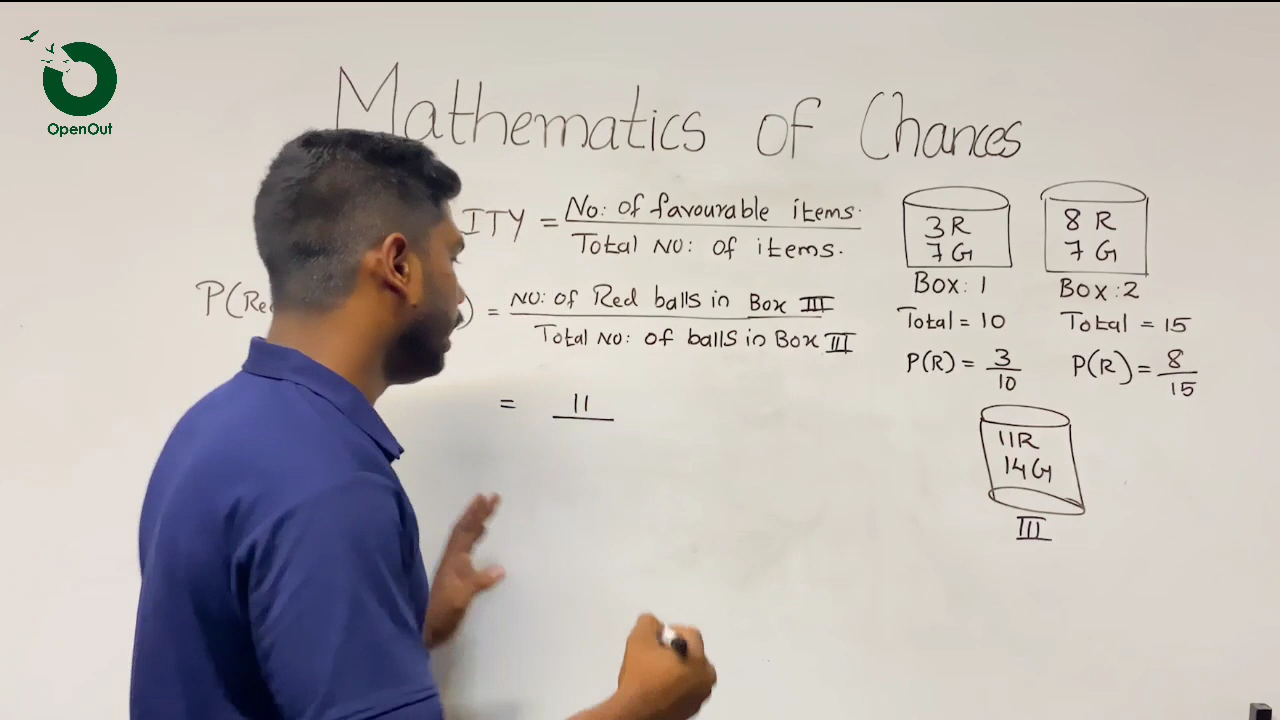 OpenOut
Mathematics of Chances
ITY = No: of favourable items.
Total No: of items.
P(Re ) = No: of Red balls in Box III
Total No: of balls in Box III
= 11
3R
7G
Box: 1
Total = 10
P(R) = 3
10
8 R
7 G
Box:2
Total = 15
P(R) = 8
15
11R
14G
III